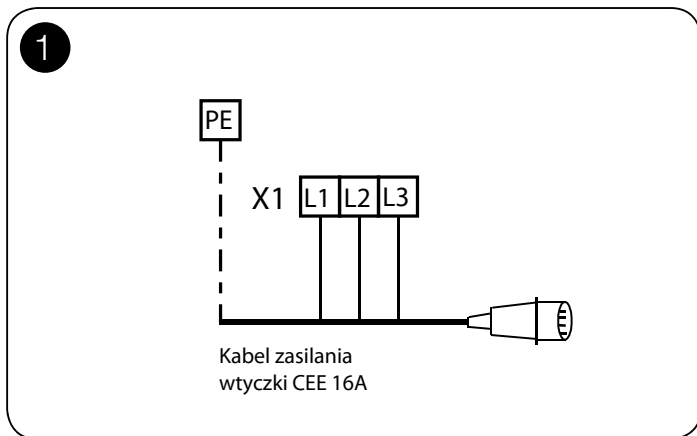 1
PE
X1 L1 L2 L3
Kabel zasilania
wtyczki CEE 16A